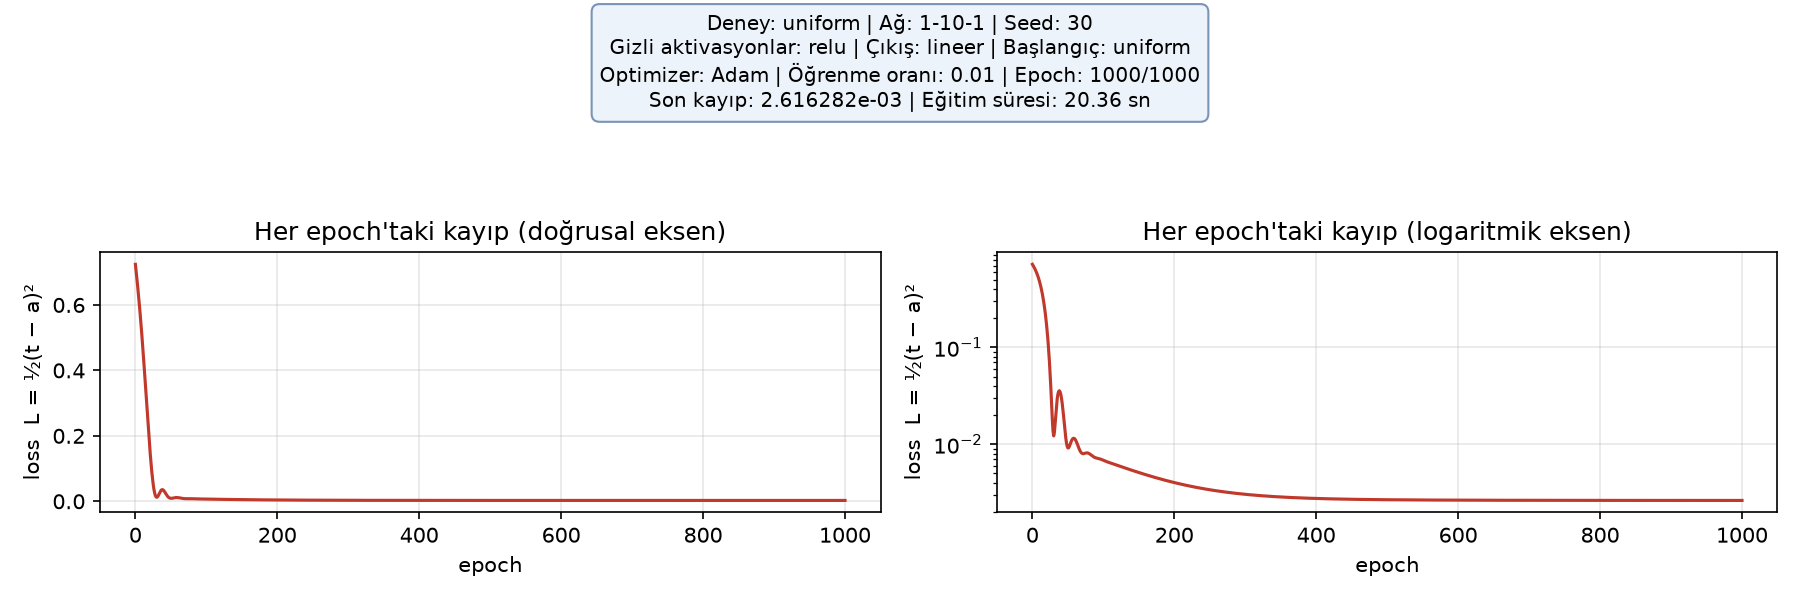 Deney: uniform | Ağ: 1-10-1 | Seed: 30
Gizli aktivasyonlar: relu | Çıkış: lineer | Başlangıç: uniform
Optimizer: Adam | Öğrenme oranı: 0.01 | Epoch: 1000/1000
Son kayıp: 2.616282e-03 | Eğitim süresi: 20.36 sn
Her epoch'taki kayıp (doğrusal eksen)
loss L = ½(t − a)²
0.6
0.4
0.2
0.0
0 200 400 600 800 1000
epoch
Her epoch'taki kayıp (logaritmik eksen)
loss L = ½(t − a)²
10⁻¹
10⁻²
0 200 400 600 800 1000
epoch